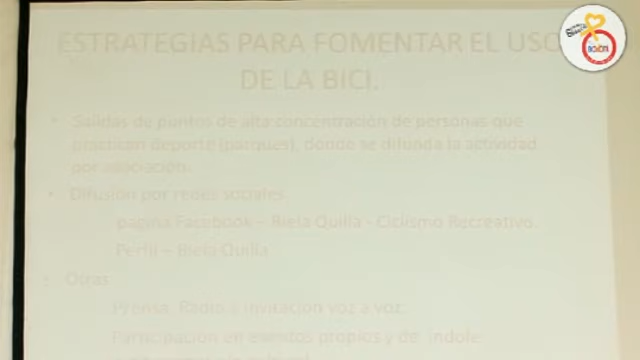 ESTRATEGIAS PARA FOMENTAR EL USO
DE LA BICI.
• Salidas de puntos de alta concentración de personas que
practican deporte (parques), donde se difunda la actividad
por asociación.
• Difusión por redes sociales
pagina Facebook – Biela Quilla - Ciclismo Recreativo
Perfil – Biela Quilla
• Otras
Prensa, Radio e invitación voz a voz.
Participación en eventos propios y de índole